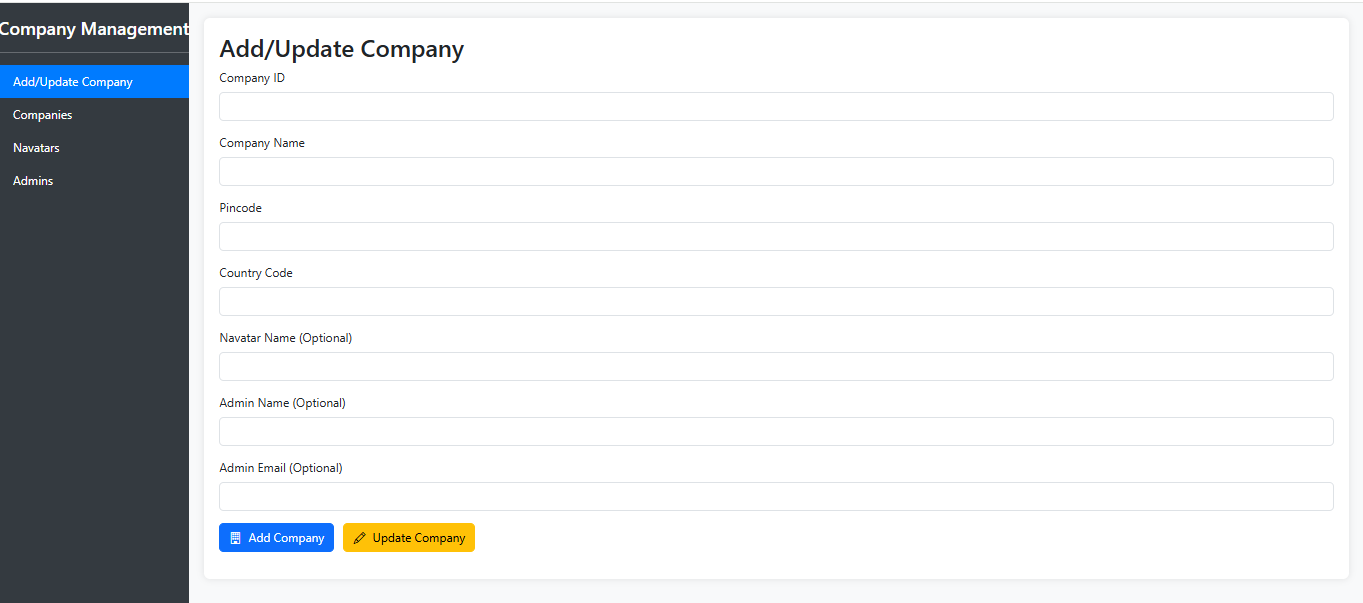 Company Management
Add/Update Company
Companies
Navatars
Admins
Add/Update Company
Company ID
Company Name
Pincode
Country Code
Navatar Name (Optional)
Admin Name (Optional)
Admin Email (Optional)
Add Company
Update Company